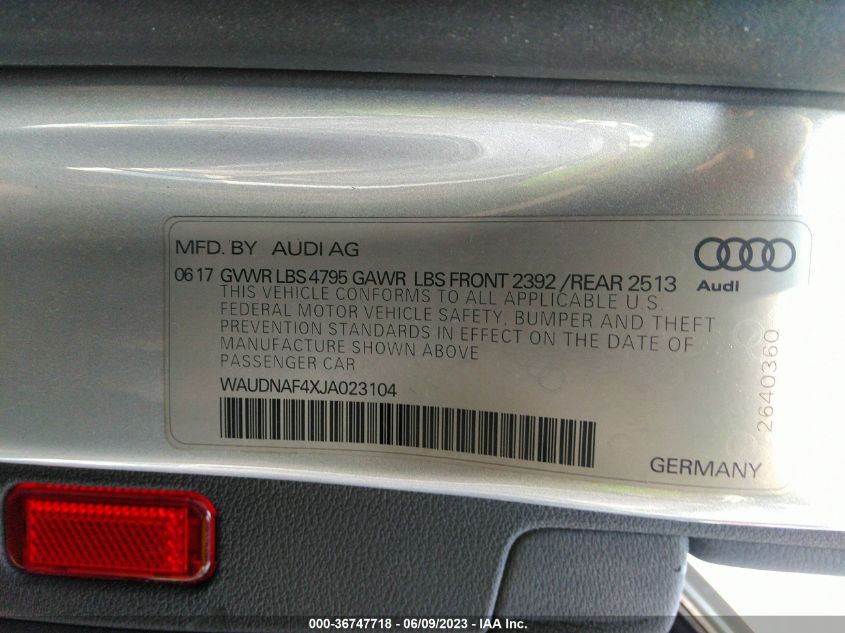 MFD. BY AUDI AG
06 17 GVWR LBS 4795 GAWR LBS FRONT 2392 /REAR 2513
THIS VEHICLE CONFORMS TO ALL APPLICABLE U.S.
FEDERAL MOTOR VEHICLE SAFETY, BUMPER AND THEFT
PREVENTION STANDARDS IN EFFECT ON THE DATE OF
MANUFACTURE SHOWN ABOVE
PASSENGER CAR
WAUDNAF4XJA023104
Audi
2640360
GERMANY
000-36747718 - 06/09/2023 - IAA Inc.